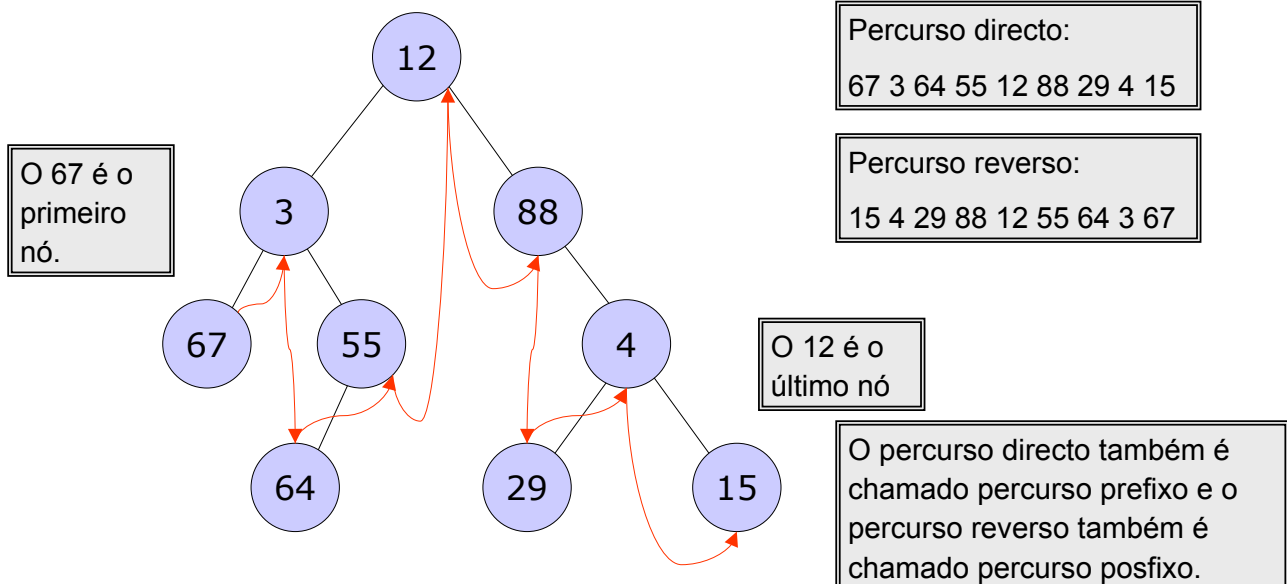 12
Percurso directo:
67 3 64 55 12 88 29 4 15
O 67 é o
primeiro
nó.
3
88
Percurso reverso:
15 4 29 88 12 55 64 3 67
67
55
4
O 12 é o
último nó
64
29
15
O percurso directo também é
chamado percurso prefixo e o
percurso reverso também é
chamado percurso posfixo.